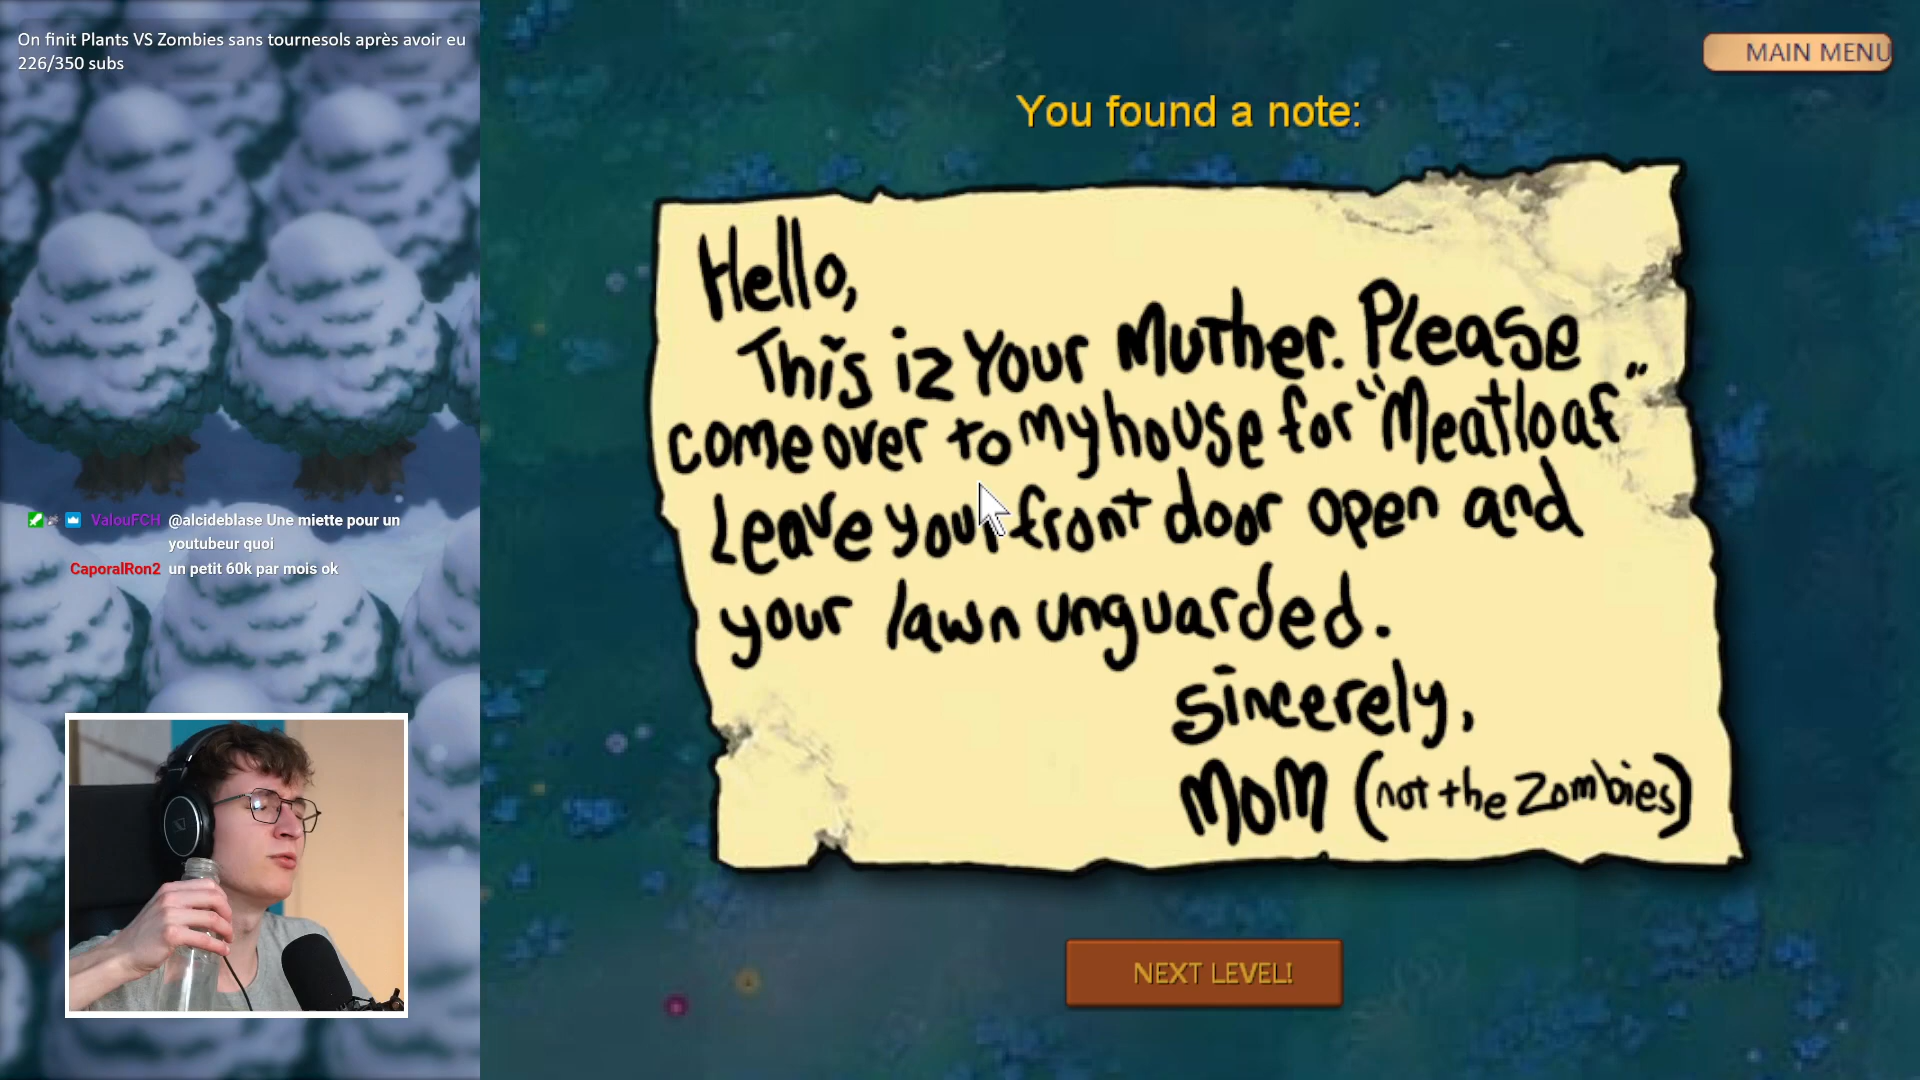 On finit Plants VS Zombies sans tournesols après avoir eu
226/350 subs
MAIN MENU
You found a note:
Hello,
This iz Your Muther. Please
come over to my house for "Meatloaf"
Leave your front door open and
your lawn unguarded.
sincerely,
MOM (not the Zombies)
ValouFCH @alcideblase Une miette pour un
youtubeur quoi
CaporalRon2 un petit 60k par mois ok
NEXT LEVEL!